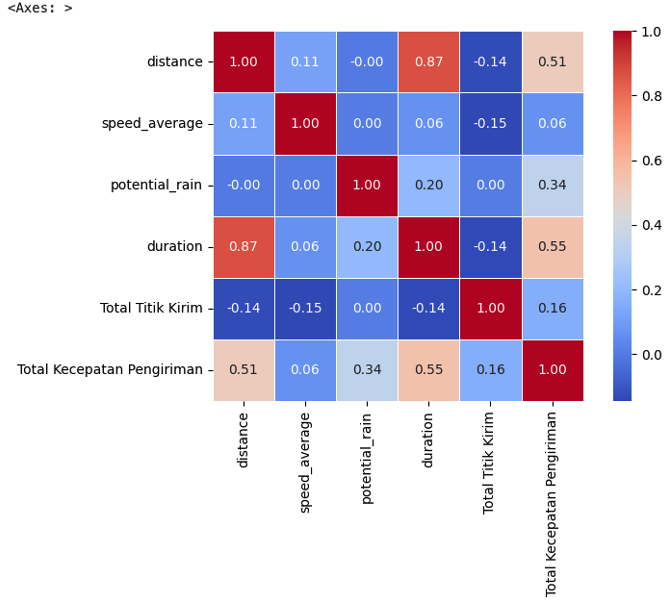 <Axes: >
distance 1.00 0.11 -0.00 0.87 -0.14 0.51
speed_average 0.11 1.00 0.00 0.06 -0.15 0.06
potential_rain -0.00 0.00 1.00 0.20 0.00 0.34
duration 0.87 0.06 0.20 1.00 -0.14 0.55
Total Titik Kirim -0.14 -0.15 0.00 -0.14 1.00 0.16
Total Kecepatan Pengiriman 0.51 0.06 0.34 0.55 0.16 1.00
distance
speed_average
potential_rain
duration
Total Titik Kirim
Total Kecepatan Pengiriman
1.0
0.8
0.6
0.4
0.2
0.0